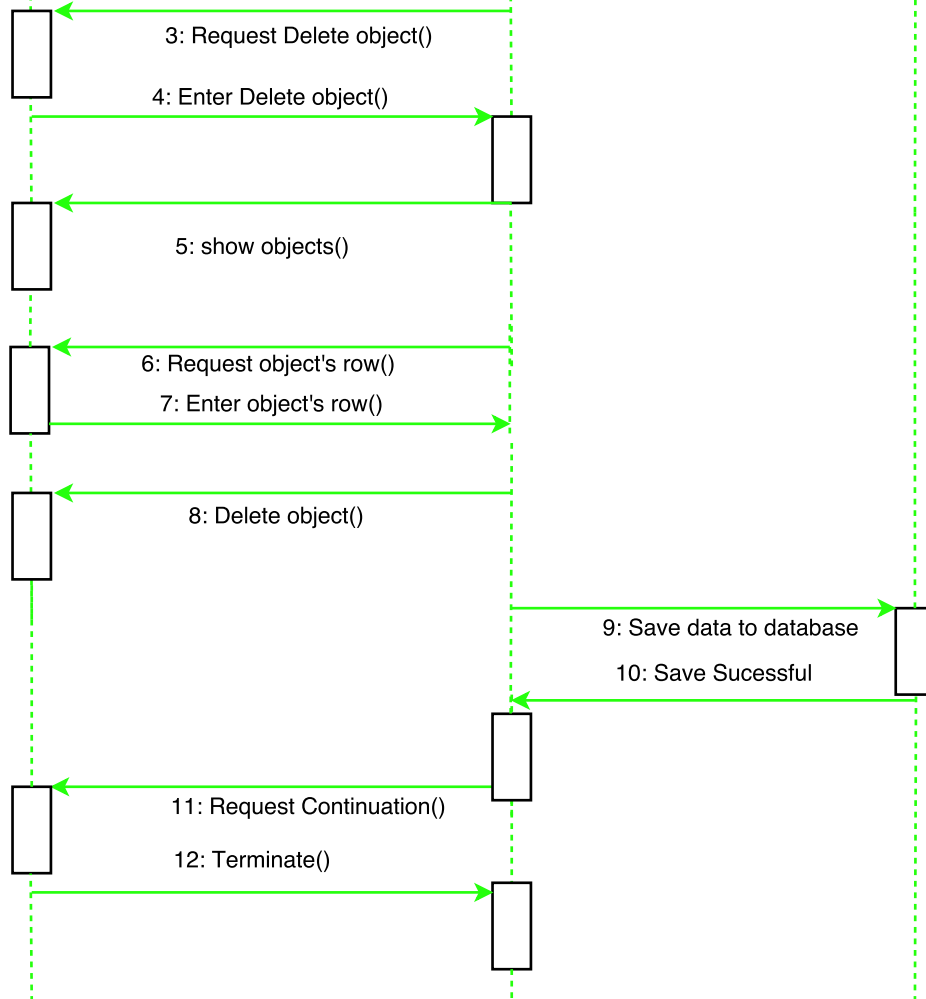 3: Request Delete object()
4: Enter Delete object()
5: show objects()
6: Request object's row()
7: Enter object's row()
8: Delete object()
9: Save data to database
10: Save Sucessful
11: Request Continuation()
12: Terminate()